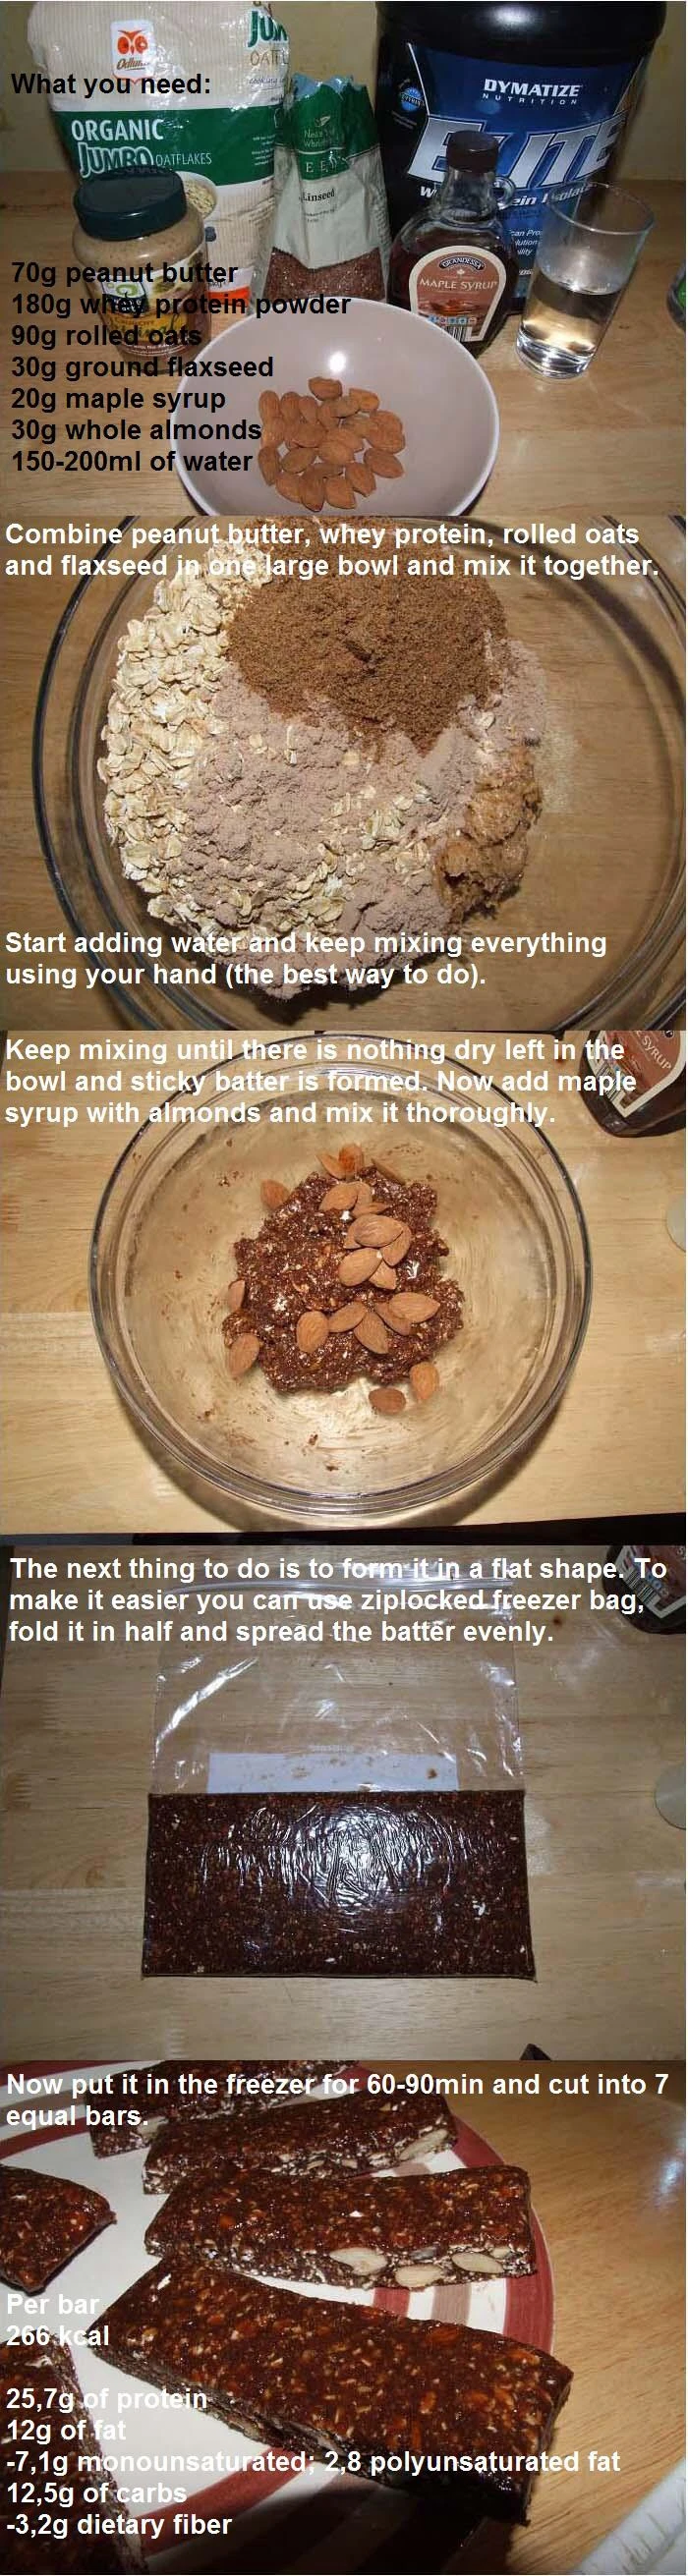 What you need:
Odlums
JUM
OATFL
ORGANIC
JUMBO OATFLAKES
Linseed
DYMATIZE
NUTRITION
ELITE
GRANDESSA
MAPLE SYRUP
70g peanut butter
180g whey protein powder
90g rolled oats
30g ground flaxseed
20g maple syrup
30g whole almonds
150-200ml of water
Combine peanut butter, whey protein, rolled oats
and flaxseed in one large bowl and mix it together.
Start adding water and keep mixing everything
using your hand (the best way to do).
Keep mixing until there is nothing dry left in the
bowl and sticky batter is formed. Now add maple
syrup with almonds and mix it thoroughly.
SYRUP
The next thing to do is to form it in a flat shape. To
make it easier you can use ziplocked freezer bag,
fold it in half and spread the batter evenly.
Now put it in the freezer for 60-90min and cut into 7
equal bars.
Per bar
266 kcal
25,7g of protein
12g of fat
-7,1g monounsaturated; 2,8 polyunsaturated fat
12,5g of carbs
-3,2g dietary fiber